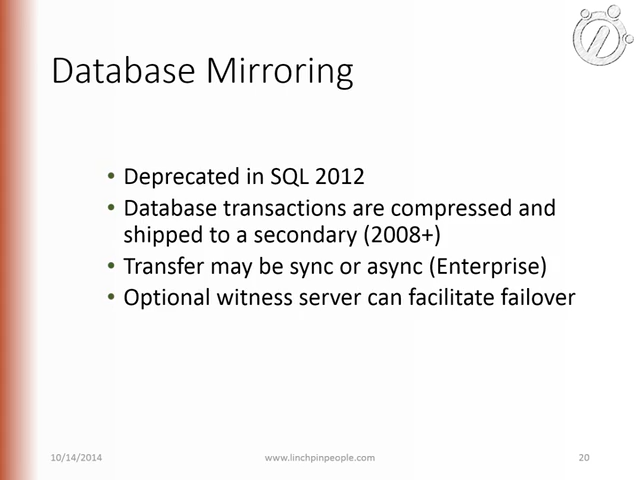 Database Mirroring
• Deprecated in SQL 2012
• Database transactions are compressed and
shipped to a secondary (2008+)
• Transfer may be sync or async (Enterprise)
• Optional witness server can facilitate failover
10/14/2014
www.linchpinpeople.com
20